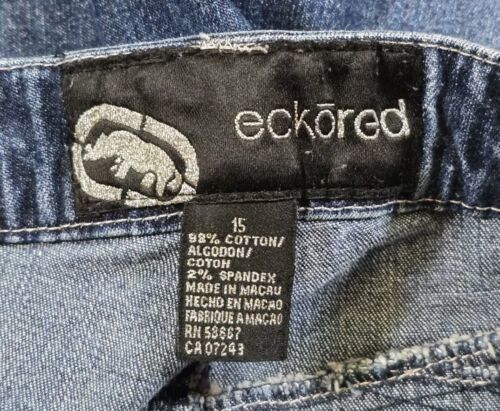 eckōred
15
98% COTTON/
ALGODON/
COTON
2% SPANDEX
MADE IN MACAU
HECHO EN MACAO
FABRIQUE A MACAO
RN 58667
CA 07243